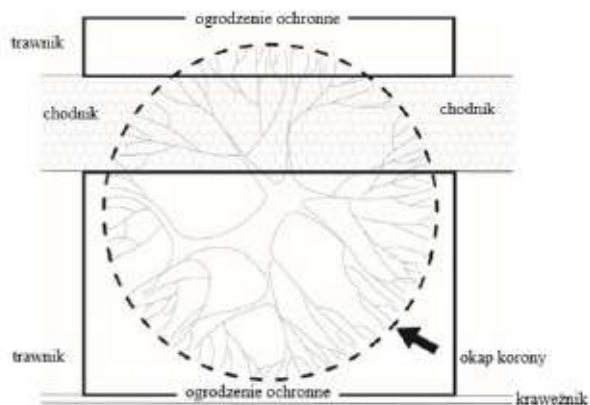 ogrodzenie ochronne
trawnik
chodnik
chodnik
trawnik
okap korony
ogrodzenie ochronne
krawężnik